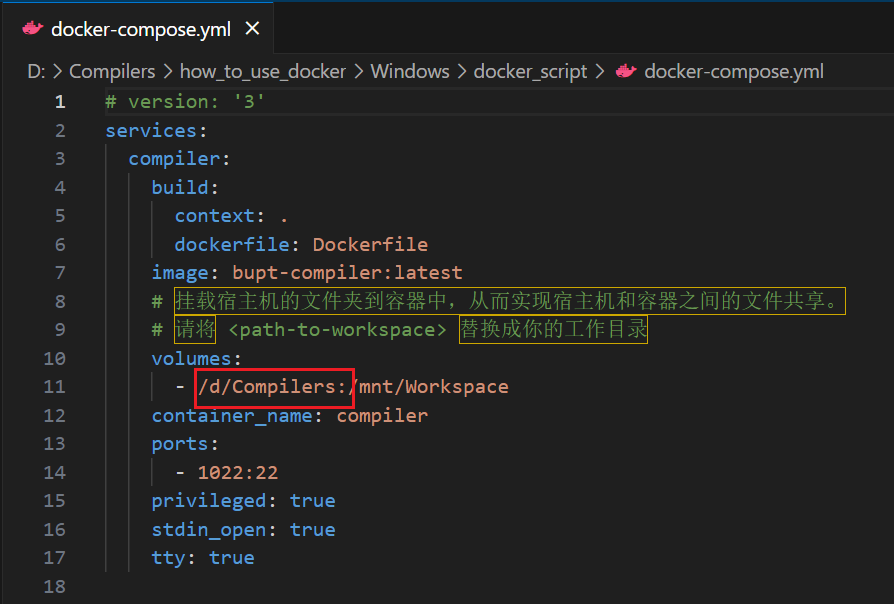 docker-compose.yml ×
D: > Compilers > how_to_use_docker > Windows > docker_script > docker-compose.yml
1 # version: '3'
2 services:
3 compiler:
4 build:
5 context: .
6 dockerfile: Dockerfile
7 image: bupt-compiler:latest
8 # 挂载宿主机的文件夹到容器中，从而实现宿主机和容器之间的文件共享。
9 # 请将 <path-to-workspace> 替换成你的工作目录
10 volumes:
11 - /d/Compilers:/mnt/Workspace
12 container_name: compiler
13 ports:
14 - 1022:22
15 privileged: true
16 stdin_open: true
17 tty: true
18